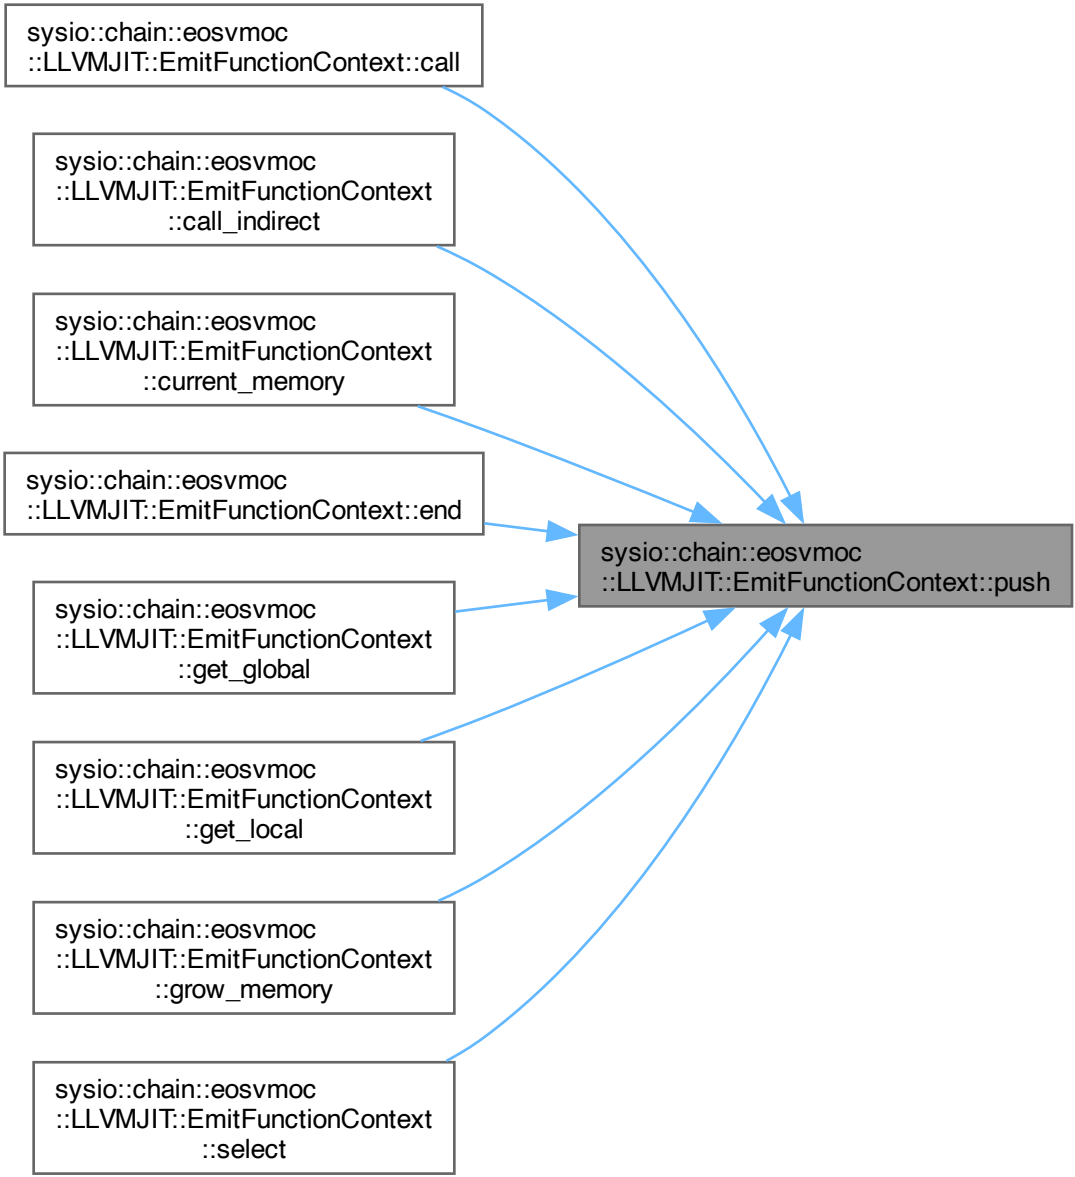 sysio::chain::eosvmoc
::LLVMJIT::EmitFunctionContext::call
sysio::chain::eosvmoc
::LLVMJIT::EmitFunctionContext
::call_indirect
sysio::chain::eosvmoc
::LLVMJIT::EmitFunctionContext
::current_memory
sysio::chain::eosvmoc
::LLVMJIT::EmitFunctionContext::end
sysio::chain::eosvmoc
::LLVMJIT::EmitFunctionContext::push
sysio::chain::eosvmoc
::LLVMJIT::EmitFunctionContext
::get_global
sysio::chain::eosvmoc
::LLVMJIT::EmitFunctionContext
::get_local
sysio::chain::eosvmoc
::LLVMJIT::EmitFunctionContext
::grow_memory
sysio::chain::eosvmoc
::LLVMJIT::EmitFunctionContext
::select